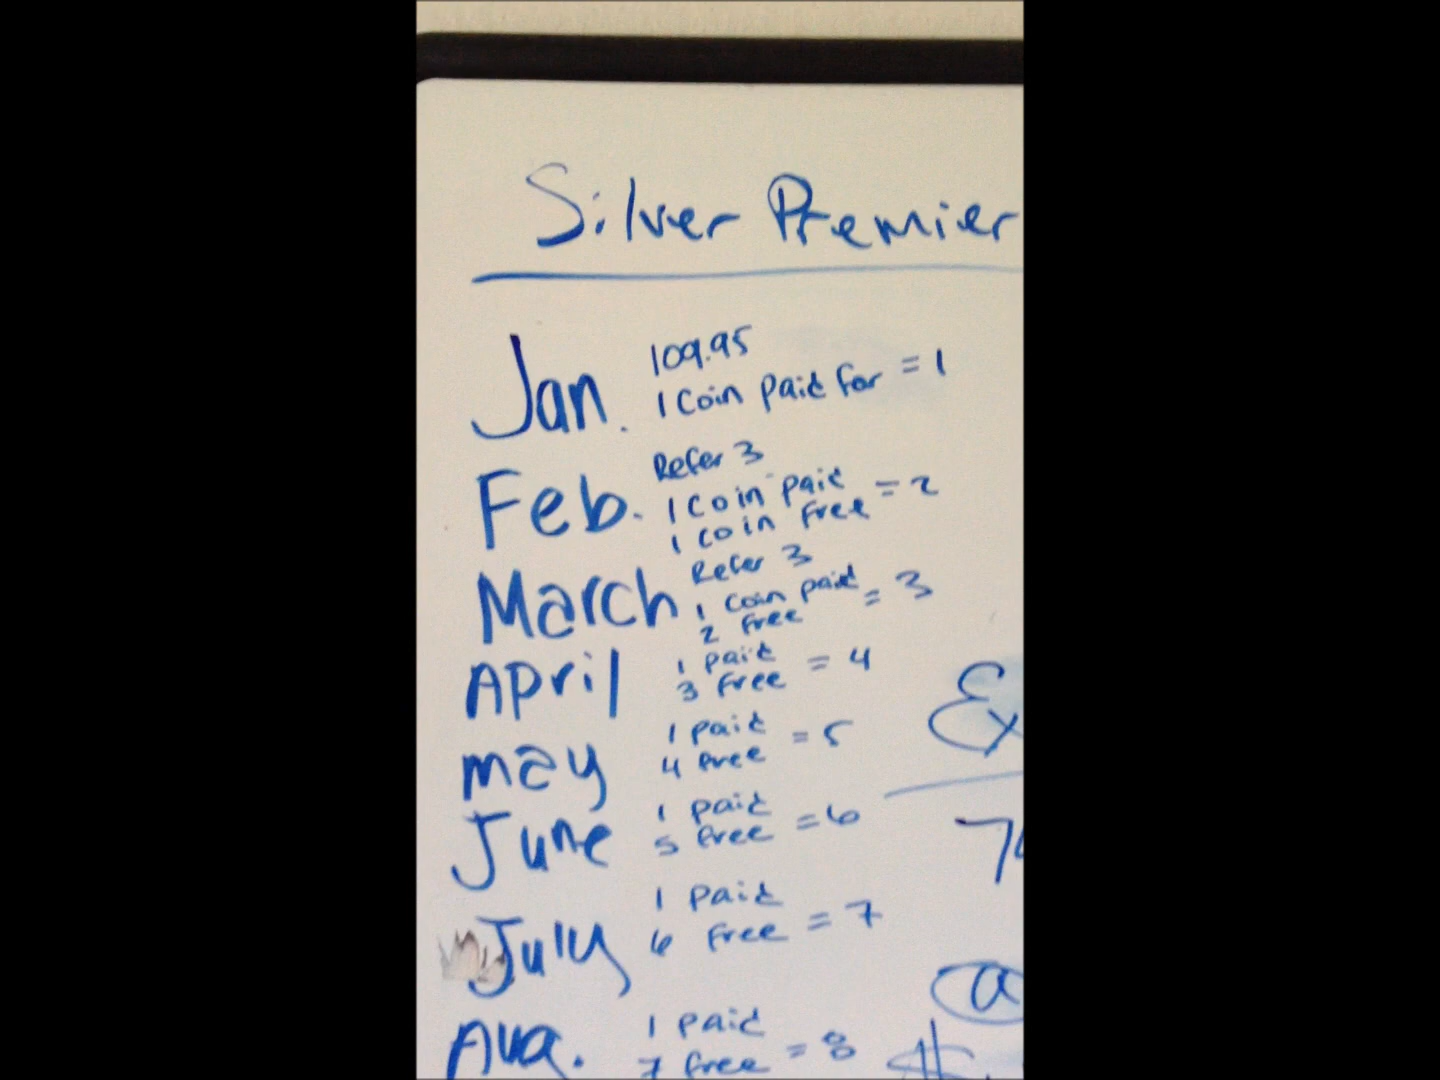 Silver Premier
Jan. 109.95
1 Coin paid for = 1
Feb. Refer 3
1 Coin paid = 2
1 Coin free
March Refer 3
1 Coin paid = 3
2 free
April 1 paid = 4
3 free
may 1 paid = 5
4 free
June 1 paid = 6
5 free
July 1 paid = 7
6 free
Aug. 1 paid = 8
7 free
Ex
$